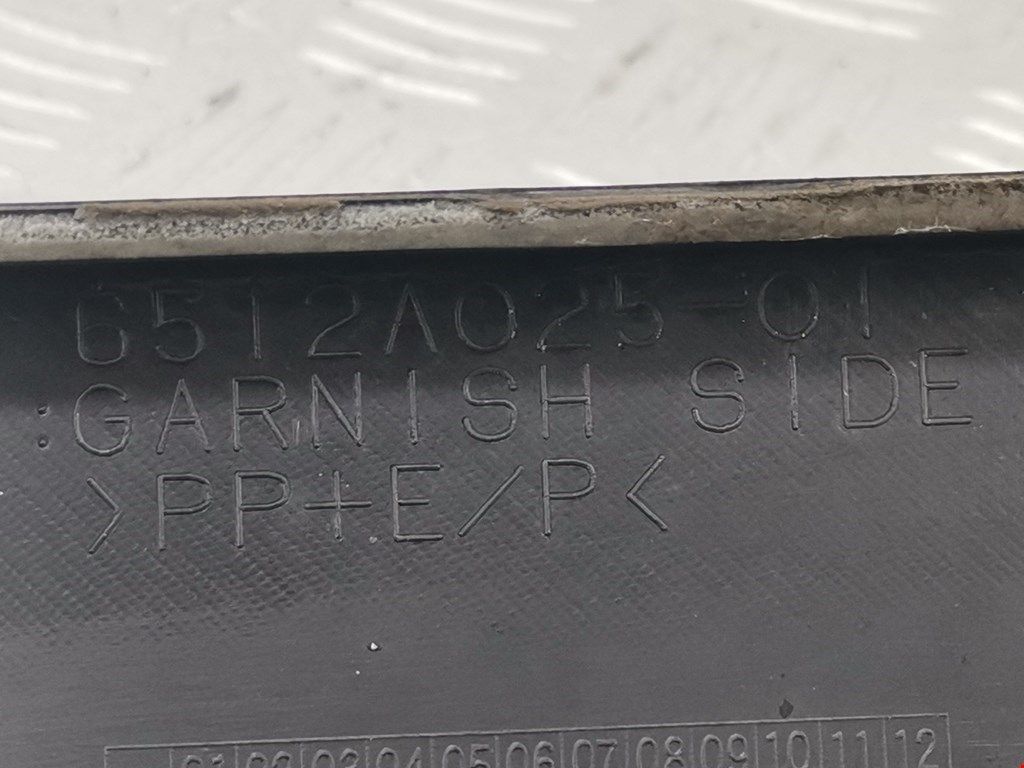 6512A025-01
:GARNISH SIDE
>PP+E/P<
01 02 03 04 05 06 07 08 09 10 11 12